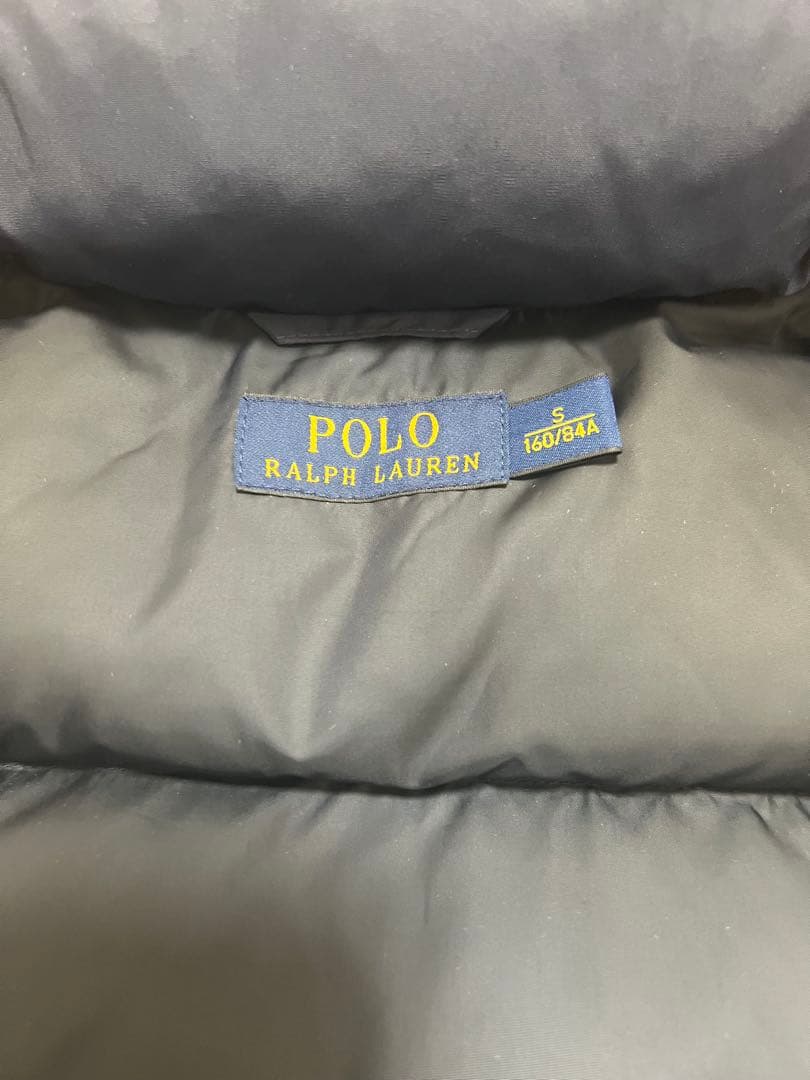 POLO
RALPH LAUREN
S
160/84A